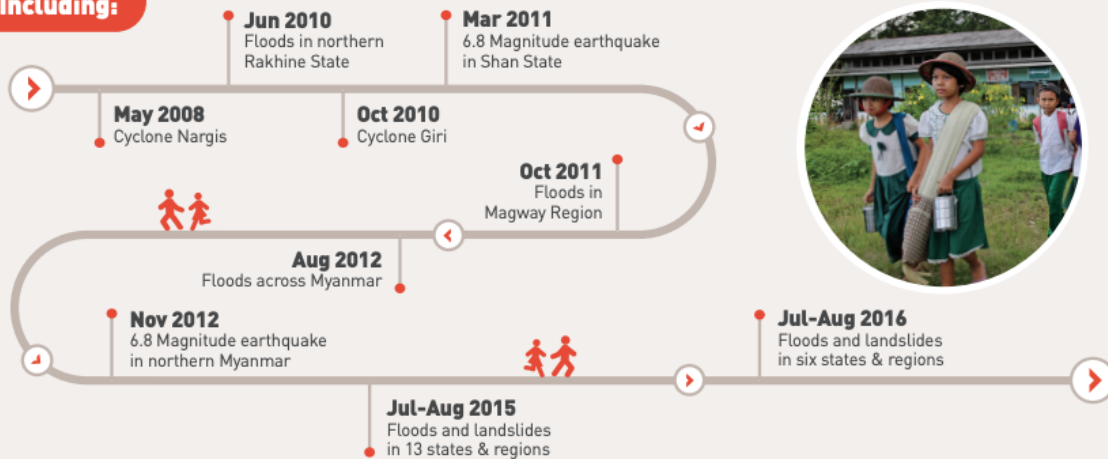 including:
Jun 2010
Floods in northern
Rakhine State
Mar 2011
6.8 Magnitude earthquake
in Shan State
May 2008
Cyclone Nargis
Oct 2010
Cyclone Giri
Oct 2011
Floods in
Magway Region
Aug 2012
Floods across Myanmar
Nov 2012
6.8 Magnitude earthquake
in northern Myanmar
Jul-Aug 2015
Floods and landslides
in 13 states & regions
Jul-Aug 2016
Floods and landslides
in six states & regions